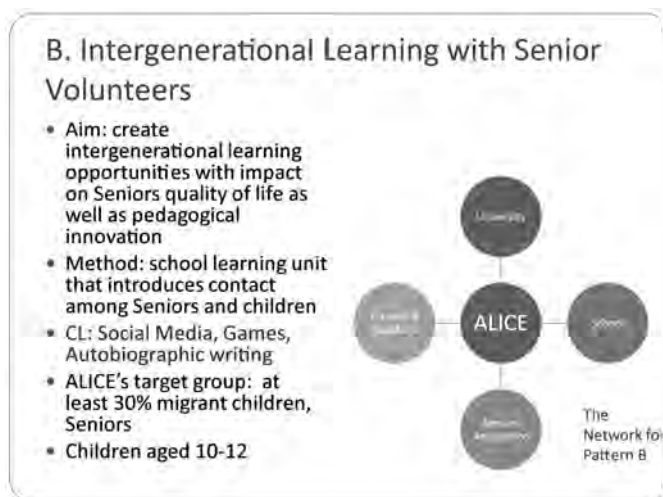 B. Intergenerational Learning with Senior
Volunteers
• Aim: create
intergenerational learning
opportunities with impact
on Seniors quality of life as
well as pedagogical
innovation
• Method: school learning unit
that introduces contact
among Seniors and children
• CL: Social Media, Games,
Autobiographic writing
• ALICE's target group: at
least 30% migrant children,
Seniors
• Children aged 10-12
University
ALICE
School
The
Network for
Pattern B